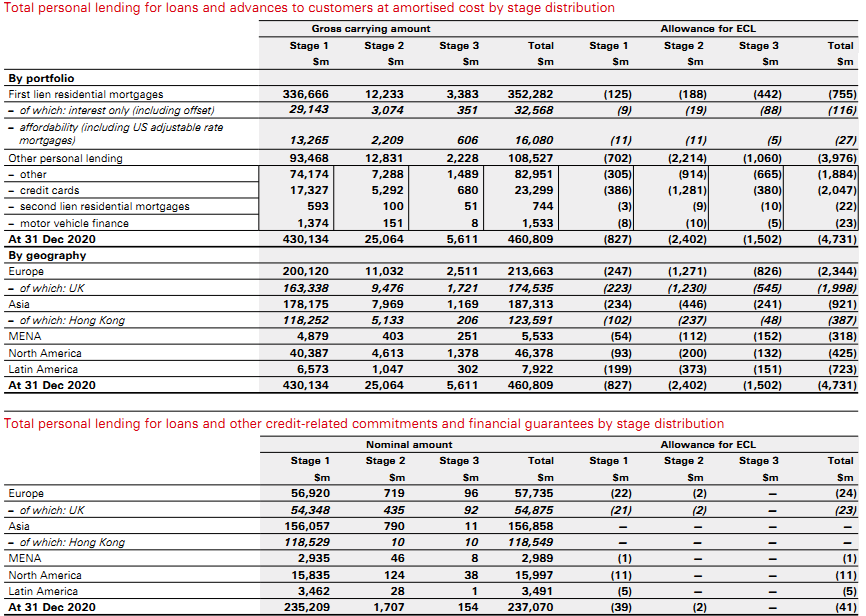 Total personal lending for loans and advances to customers at amortised cost by stage distribution
Gross carrying amount Allowance for ECL
Stage 1 Stage 2 Stage 3 Total Stage 1 Stage 2 Stage 3 Total
$m $m $m $m $m $m $m $m
By portfolio
First lien residential mortgages 336,666 12,233 3,383 352,282 (125) (188) (442) (755)
– of which: interest only (including offset) 29,143 3,074 351 32,568 (9) (19) (88) (116)
– affordability (including US adjustable rate
mortgages) 13,265 2,209 606 16,080 (11) (11) (5) (27)
Other personal lending 93,468 12,831 2,228 108,527 (702) (2,214) (1,060) (3,976)
– other 74,174 7,288 1,489 82,951 (305) (914) (665) (1,884)
– credit cards 17,327 5,292 680 23,299 (386) (1,281) (380) (2,047)
– second lien residential mortgages 593 100 51 744 (3) (9) (10) (22)
– motor vehicle finance 1,374 151 8 1,533 (8) (10) (5) (23)
At 31 Dec 2020 430,134 25,064 5,611 460,809 (827) (2,402) (1,502) (4,731)
By geography
Europe 200,120 11,032 2,511 213,663 (247) (1,271) (826) (2,344)
– of which: UK 163,338 9,476 1,721 174,535 (223) (1,230) (545) (1,998)
Asia 178,175 7,969 1,169 187,313 (234) (446) (241) (921)
– of which: Hong Kong 118,252 5,133 206 123,591 (102) (237) (48) (387)
MENA 4,879 403 251 5,533 (54) (112) (152) (318)
North America 40,387 4,613 1,378 46,378 (93) (200) (132) (425)
Latin America 6,573 1,047 302 7,922 (199) (373) (151) (723)
At 31 Dec 2020 430,134 25,064 5,611 460,809 (827) (2,402) (1,502) (4,731)
Total personal lending for loans and other credit-related commitments and financial guarantees by stage distribution
Nominal amount Allowance for ECL
Stage 1 Stage 2 Stage 3 Total Stage 1 Stage 2 Stage 3 Total
$m $m $m $m $m $m $m $m
Europe 56,920 719 96 57,735 (22) (2) – (24)
– of which: UK 54,348 435 92 54,875 (21) (2) – (23)
Asia 156,057 790 11 156,858 – – – –
– of which: Hong Kong 118,529 10 10 118,549 – – – –
MENA 2,935 46 8 2,989 (1) – – (1)
North America 15,835 124 38 15,997 (11) – – (11)
Latin America 3,462 28 1 3,491 (5) – – (5)
At 31 Dec 2020 235,209 1,707 154 237,070 (39) (2) – (41)